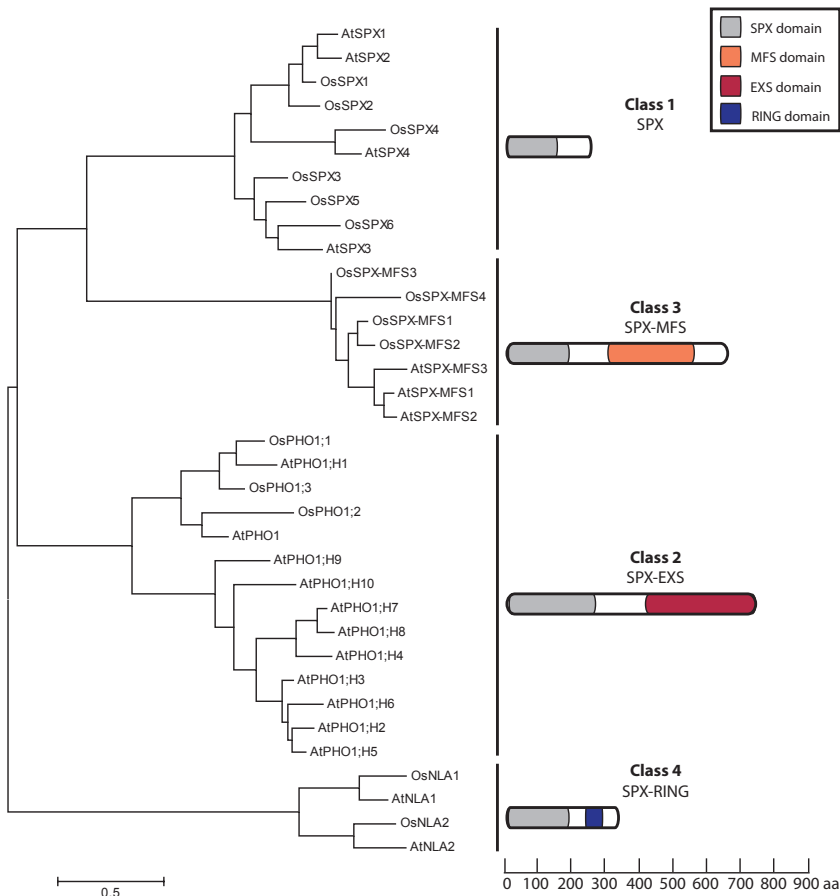 AtSPX1
AtSPX2
OsSPX1
OsSPX2
OsSPX4
AtSPX4
OsSPX3
OsSPX5
OsSPX6
AtSPX3
OsSPX-MFS3
OsSPX-MFS4
OsSPX-MFS1
OsSPX-MFS2
AtSPX-MFS3
AtSPX-MFS1
AtSPX-MFS2
OsPHO1;1
AtPHO1;H1
OsPHO1;3
OsPHO1;2
AtPHO1
AtPHO1;H9
AtPHO1;H10
AtPHO1;H7
AtPHO1;H8
AtPHO1;H4
AtPHO1;H3
AtPHO1;H6
AtPHO1;H2
AtPHO1;H5
OsNLA1
AtNLA1
OsNLA2
AtNLA2
0.5
SPX domain
MFS domain
EXS domain
RING domain
Class 1
SPX
Class 3
SPX-MFS
Class 2
SPX-EXS
Class 4
SPX-RING
0 100 200 300 400 500 600 700 800 900 aa